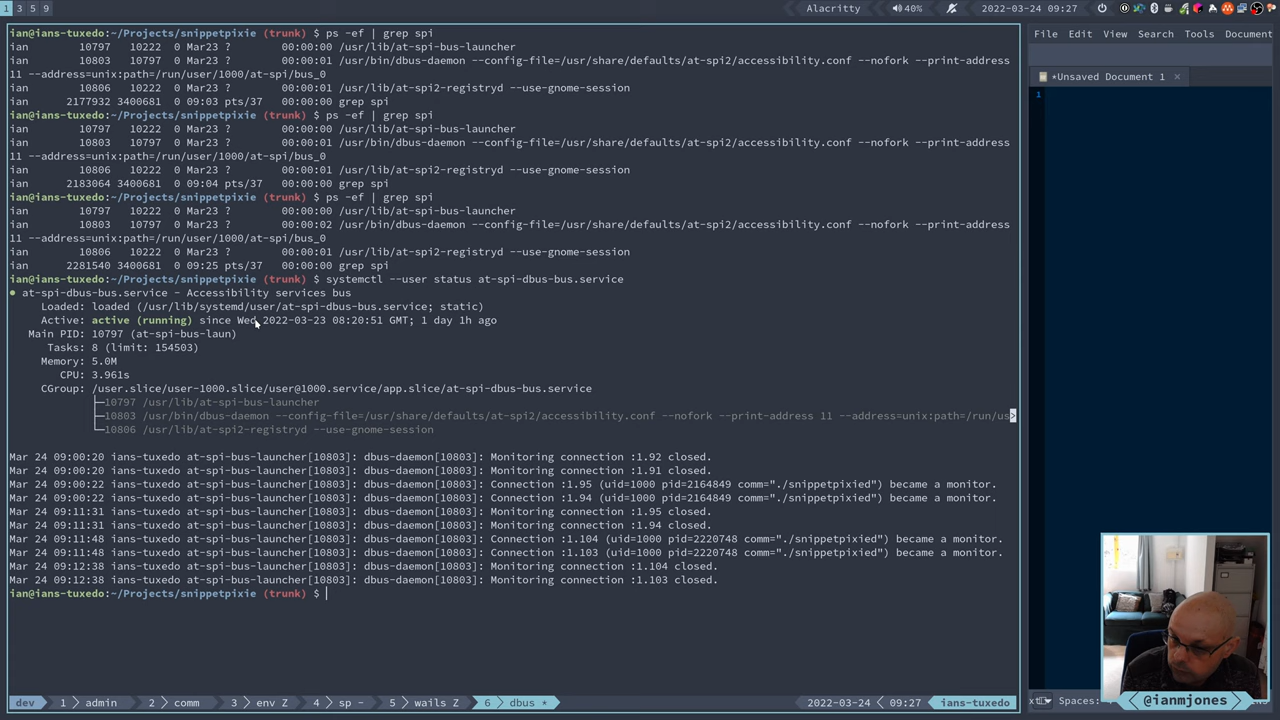 1 3 5 9
Alacritty
40%
2022-03-24 09:27
ian@ians-tuxedo:~/Projects/snippetpixie (trunk) $ ps -ef | grep spi
ian 10797 10222 0 Mar23 ? 00:00:00 /usr/lib/at-spi-bus-launcher
ian 10803 10797 0 Mar23 ? 00:00:01 /usr/bin/dbus-daemon --config-file=/usr/share/defaults/at-spi2/accessibility.conf --nofork --print-address
11 --address=unix:path=/run/user/1000/at-spi/bus_0
ian 10806 10222 0 Mar23 ? 00:00:01 /usr/lib/at-spi2-registryd --use-gnome-session
ian 2177932 3400681 0 09:03 pts/37 00:00:00 grep spi
ian@ians-tuxedo:~/Projects/snippetpixie (trunk) $ ps -ef | grep spi
ian 10797 10222 0 Mar23 ? 00:00:00 /usr/lib/at-spi-bus-launcher
ian 10803 10797 0 Mar23 ? 00:00:01 /usr/bin/dbus-daemon --config-file=/usr/share/defaults/at-spi2/accessibility.conf --nofork --print-address
11 --address=unix:path=/run/user/1000/at-spi/bus_0
ian 10806 10222 0 Mar23 ? 00:00:01 /usr/lib/at-spi2-registryd --use-gnome-session
ian 2183064 3400681 0 09:04 pts/37 00:00:00 grep spi
ian@ians-tuxedo:~/Projects/snippetpixie (trunk) $ ps -ef | grep spi
ian 10797 10222 0 Mar23 ? 00:00:00 /usr/lib/at-spi-bus-launcher
ian 10803 10797 0 Mar23 ? 00:00:02 /usr/bin/dbus-daemon --config-file=/usr/share/defaults/at-spi2/accessibility.conf --nofork --print-address
11 --address=unix:path=/run/user/1000/at-spi/bus_0
ian 10806 10222 0 Mar23 ? 00:00:01 /usr/lib/at-spi2-registryd --use-gnome-session
ian 2281540 3400681 0 09:25 pts/37 00:00:00 grep spi
ian@ians-tuxedo:~/Projects/snippetpixie (trunk) $ systemctl --user status at-spi-dbus-bus.service
● at-spi-dbus-bus.service - Accessibility services bus
Loaded: loaded (/usr/lib/systemd/user/at-spi-dbus-bus.service; static)
Active: active (running) since Wed 2022-03-23 08:20:51 GMT; 1 day 1h ago
Main PID: 10797 (at-spi-bus-laun)
Tasks: 8 (limit: 154503)
Memory: 5.0M
CPU: 3.961s
CGroup: /user.slice/user-1000.slice/user@1000.service/app.slice/at-spi-dbus-bus.service
├─10797 /usr/lib/at-spi-bus-launcher
├─10803 /usr/bin/dbus-daemon --config-file=/usr/share/defaults/at-spi2/accessibility.conf --nofork --print-address 11 --address=unix:path=/run/us>
└─10806 /usr/lib/at-spi2-registryd --use-gnome-session
Mar 24 09:00:20 ians-tuxedo at-spi-bus-launcher[10803]: dbus-daemon[10803]: Monitoring connection :1.92 closed.
Mar 24 09:00:20 ians-tuxedo at-spi-bus-launcher[10803]: dbus-daemon[10803]: Monitoring connection :1.91 closed.
Mar 24 09:00:22 ians-tuxedo at-spi-bus-launcher[10803]: dbus-daemon[10803]: Connection :1.95 (uid=1000 pid=2164849 comm="./snippetpixied") became a monitor.
Mar 24 09:00:22 ians-tuxedo at-spi-bus-launcher[10803]: dbus-daemon[10803]: Connection :1.94 (uid=1000 pid=2164849 comm="./snippetpixied") became a monitor.
Mar 24 09:11:31 ians-tuxedo at-spi-bus-launcher[10803]: dbus-daemon[10803]: Monitoring connection :1.95 closed.
Mar 24 09:11:31 ians-tuxedo at-spi-bus-launcher[10803]: dbus-daemon[10803]: Monitoring connection :1.94 closed.
Mar 24 09:11:48 ians-tuxedo at-spi-bus-launcher[10803]: dbus-daemon[10803]: Connection :1.104 (uid=1000 pid=2220748 comm="./snippetpixied") became a monitor.
Mar 24 09:11:48 ians-tuxedo at-spi-bus-launcher[10803]: dbus-daemon[10803]: Connection :1.103 (uid=1000 pid=2220748 comm="./snippetpixied") became a monitor.
Mar 24 09:12:38 ians-tuxedo at-spi-bus-launcher[10803]: dbus-daemon[10803]: Monitoring connection :1.104 closed.
Mar 24 09:12:38 ians-tuxedo at-spi-bus-launcher[10803]: dbus-daemon[10803]: Monitoring connection :1.103 closed.
ian@ians-tuxedo:~/Projects/snippetpixie (trunk) $
dev 1 admin 2 comm 3 env Z 4 sp - 5 wails Z 6 dbus * 2022-03-24 09:27 ians-tuxedo
File Edit View Search Tools Document
*Unsaved Document 1 ×
1
xt Spaces:
@ianmjones